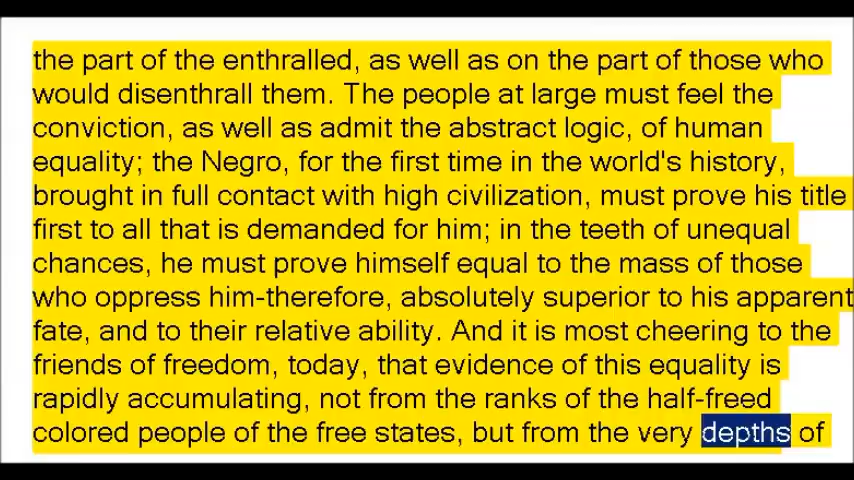 the part of the enthralled, as well as on the part of those who
would disenthrall them. The people at large must feel the
conviction, as well as admit the abstract logic, of human
equality; the Negro, for the first time in the world's history,
brought in full contact with high civilization, must prove his title
first to all that is demanded for him; in the teeth of unequal
chances, he must prove himself equal to the mass of those
who oppress him-therefore, absolutely superior to his apparent
fate, and to their relative ability. And it is most cheering to the
friends of freedom, today, that evidence of this equality is
rapidly accumulating, not from the ranks of the half-freed
colored people of the free states, but from the very depths of